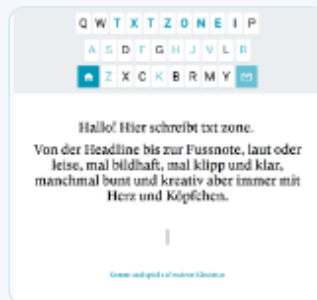 Q W T X T Z O N E I P
A S D F G H J V L R
Z X C K B R M Y
Hallo! Hier schreibt txt zone.
Von der Headline bis zur Fussnote, laut oder
leise, mal bildhaft, mal klipp und klar,
manchmal bunt und kreativ aber immer mit
Herz und Köpfchen.